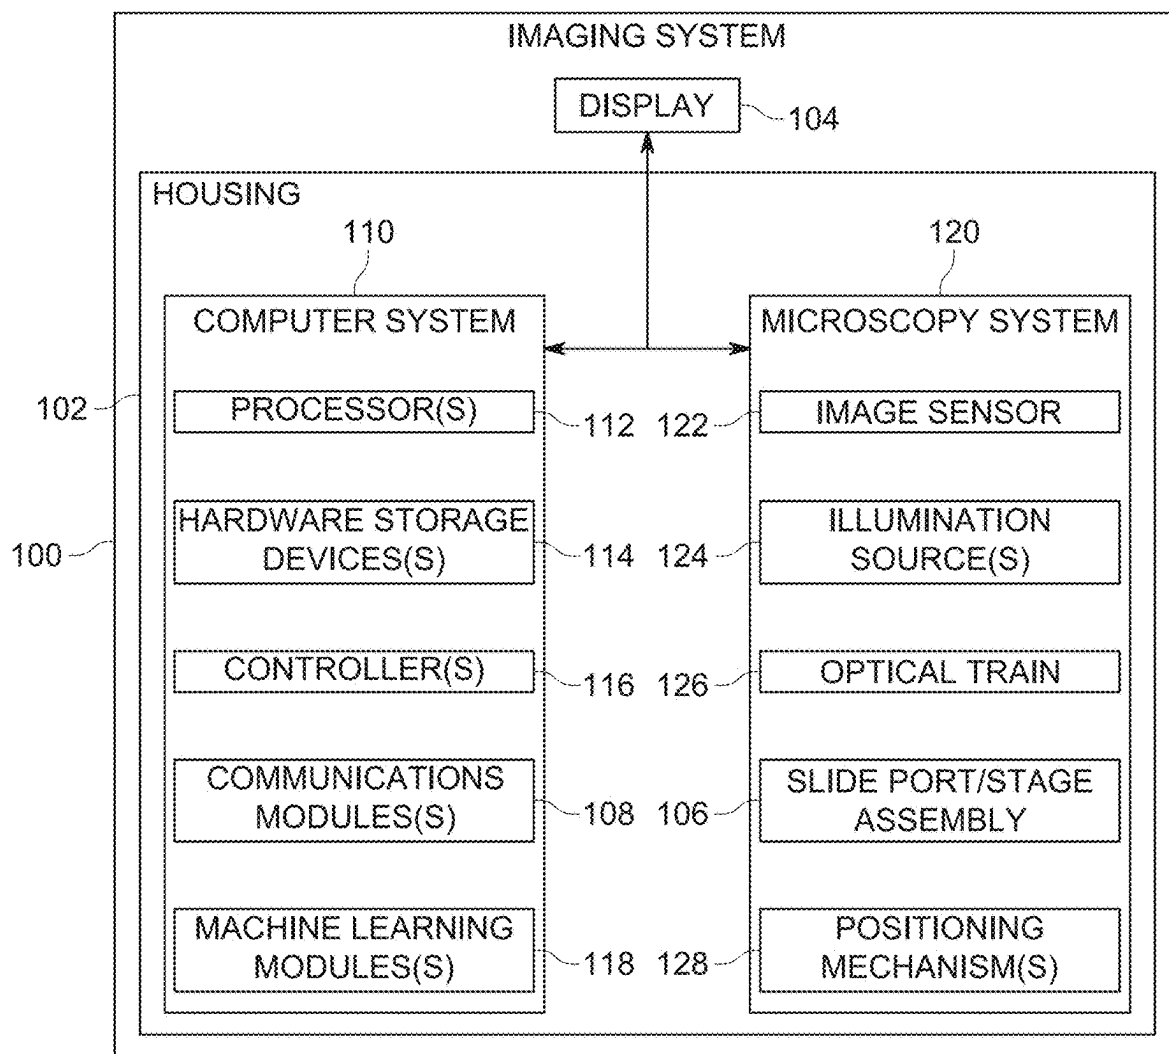 IMAGING SYSTEM
DISPLAY
104
HOUSING
110
120
COMPUTER SYSTEM
MICROSCOPY SYSTEM
102
PROCESSOR(S)
112
122
IMAGE SENSOR
100
HARDWARE STORAGE
DEVICES(S)
114
124
ILLUMINATION
SOURCE(S)
CONTROLLER(S)
116
126
OPTICAL TRAIN
COMMUNICATIONS
MODULES(S)
108
106
SLIDE PORT/STAGE
ASSEMBLY
MACHINE LEARNING
MODULES(S)
118
128
POSITIONING
MECHANISM(S)